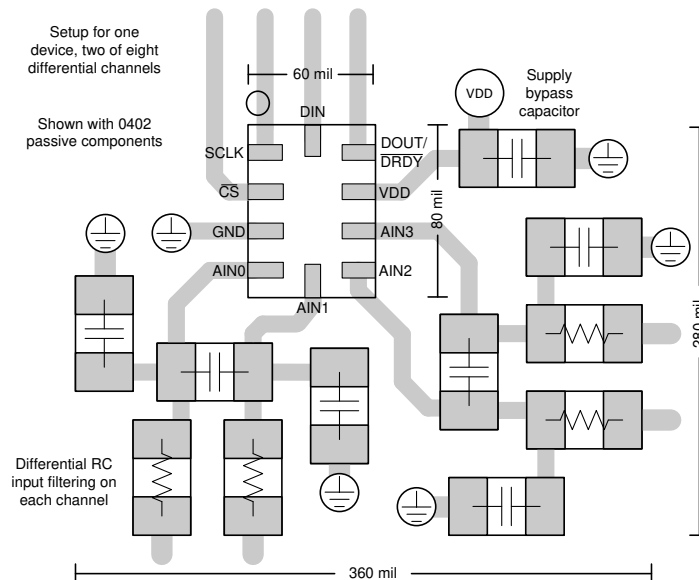 Setup for one
device, two of eight
differential channels
Shown with 0402
passive components
60 mil
DIN
VDD
Supply
bypass
capacitor
SCLK
DOUT/
DRDY
CS
VDD
80 mil
GND
AIN3
AIN0
AIN2
AIN1
280 mil
Differential RC
input filtering on
each channel
360 mil